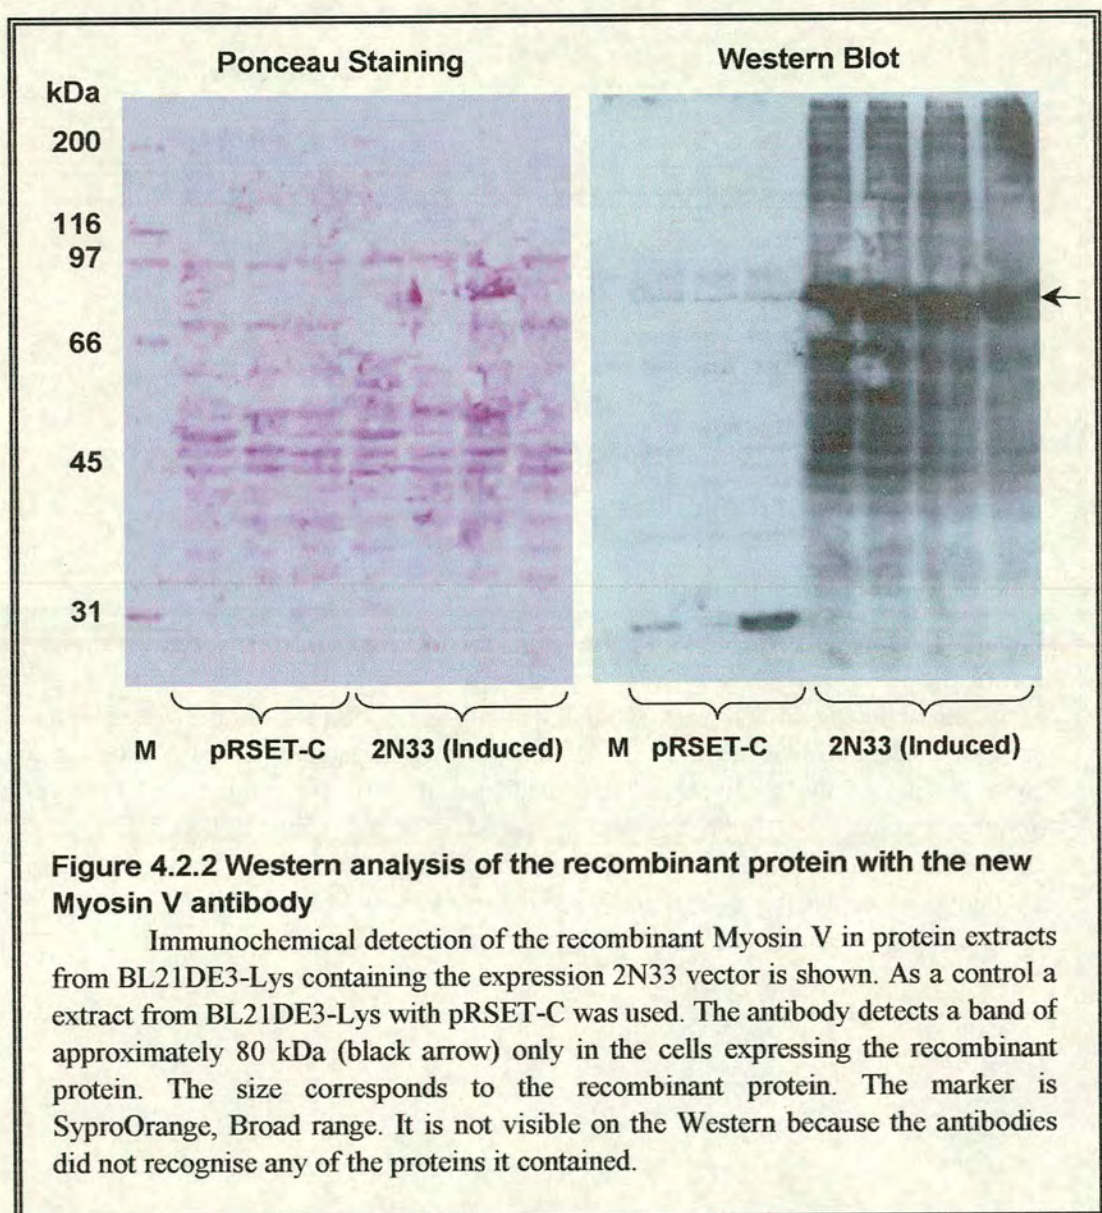 Ponceau Staining
Western Blot
kDa
200
116
97
66
45
31
M pRSET-C 2N33 (Induced)
M pRSET-C 2N33 (Induced)
Figure 4.2.2 Western analysis of the recombinant protein with the new
Myosin V antibody
Immunochemical detection of the recombinant Myosin V in protein extracts
from BL21DE3-Lys containing the expression 2N33 vector is shown. As a control a
extract from BL21DE3-Lys with pRSET-C was used. The antibody detects a band of
approximately 80 kDa (black arrow) only in the cells expressing the recombinant
protein. The size corresponds to the recombinant protein. The marker is
SyproOrange, Broad range. It is not visible on the Western because the antibodies
did not recognise any of the proteins it contained.